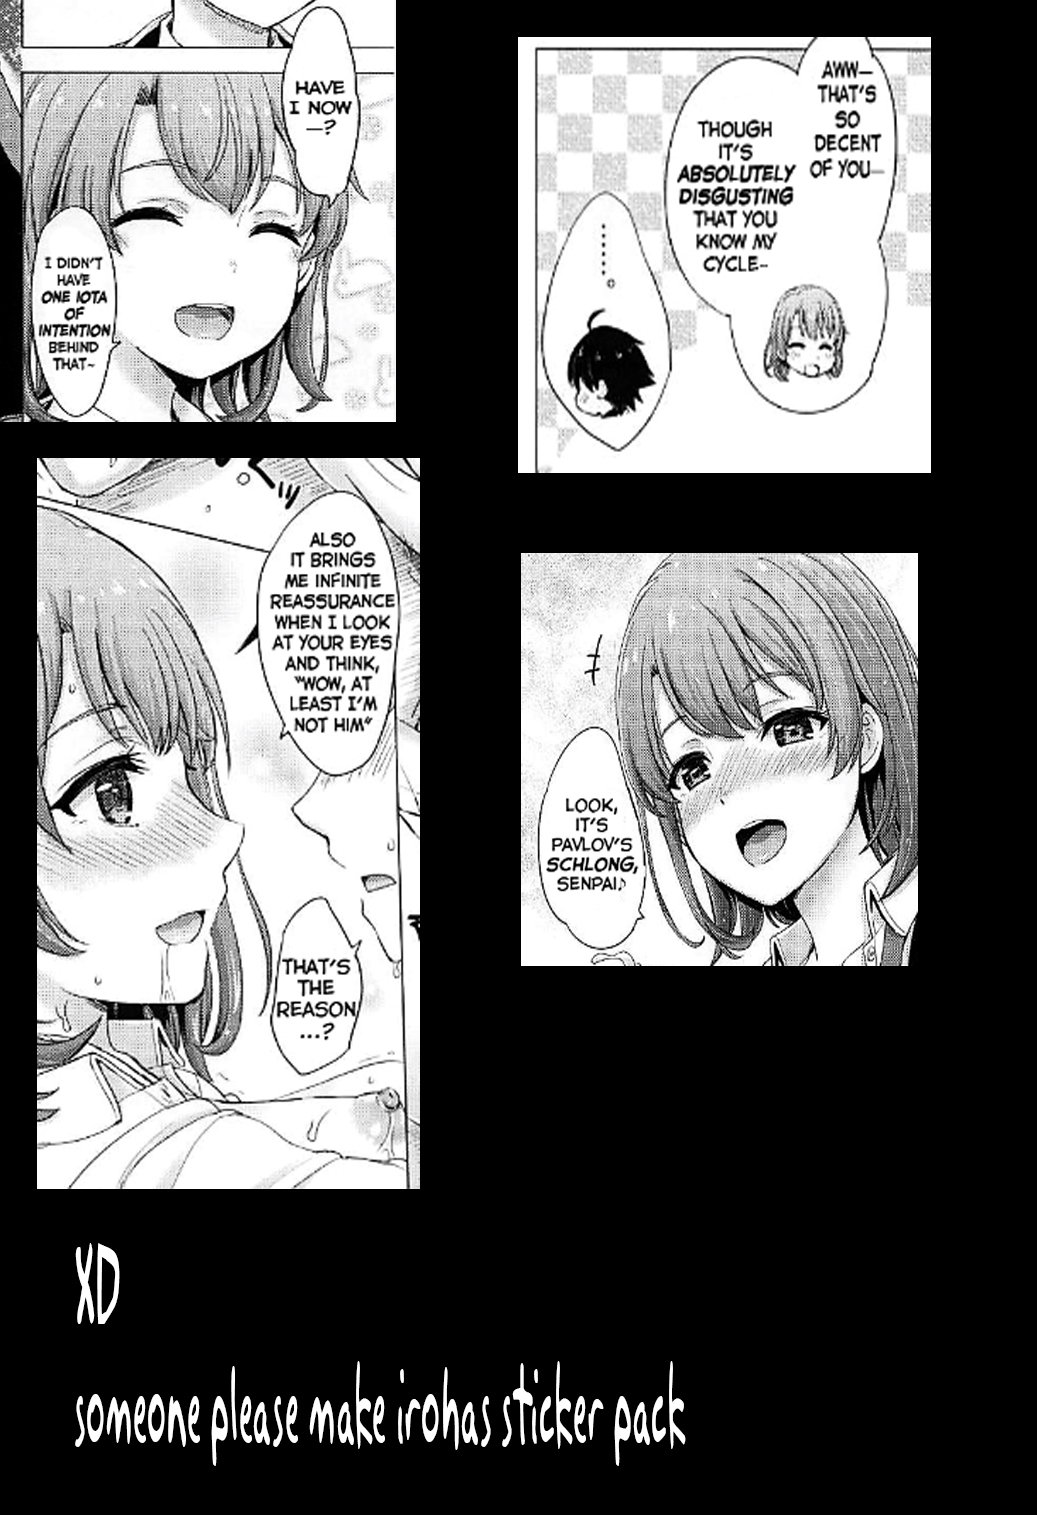 HAVE
I NOW
—?
I DIDN'T
HAVE
ONE IOTA
OF
INTENTION
BEHIND
THAT~
AWW—
THAT'S
SO
DECENT
OF YOU—
THOUGH
IT'S
ABSOLUTELY
DISGUSTING
THAT YOU
KNOW MY
CYCLE~
ALSO
IT BRINGS
ME INFINITE
REASSURANCE
WHEN I LOOK
AT YOUR EYES
AND THINK,
"WOW, AT
LEAST I'M
NOT HIM"
THAT'S
THE
REASON
...?
LOOK,
IT'S
PAVLOV'S
SCHLONG,
SENPAI♪
XD
someone please make irohas sticker pack